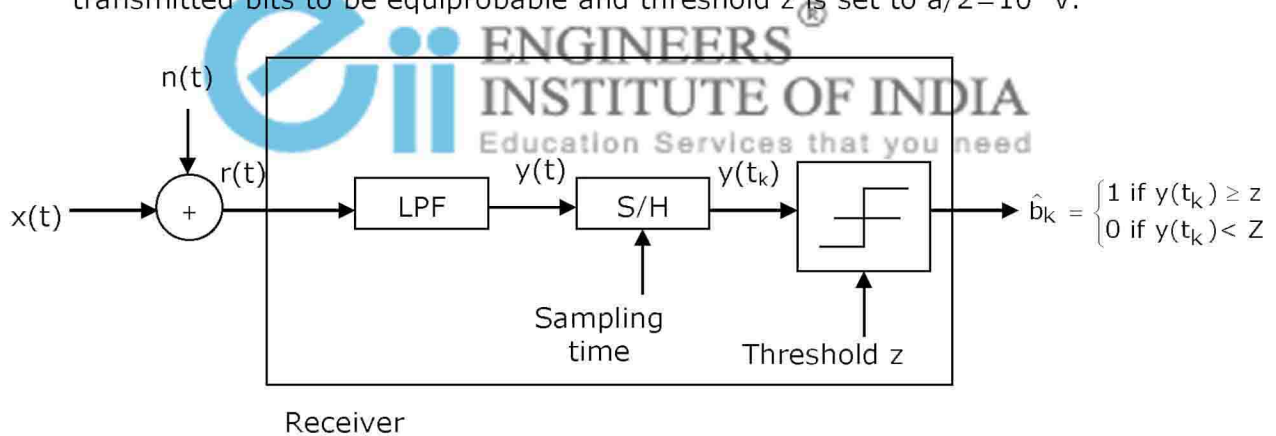 transmitted bits to be equiprobable and threshold z is set to a/2=10 V.
ENGINEERS ®
INSTITUTE OF INDIA
Education Services that you need
eii
n(t)
r(t)
y(t)
y(tₖ)
x(t)
+
LPF
S/H
b̂ₖ = {1 if y(tₖ) ≥ z
0 if y(tₖ) < Z
Sampling
time
Threshold z
Receiver